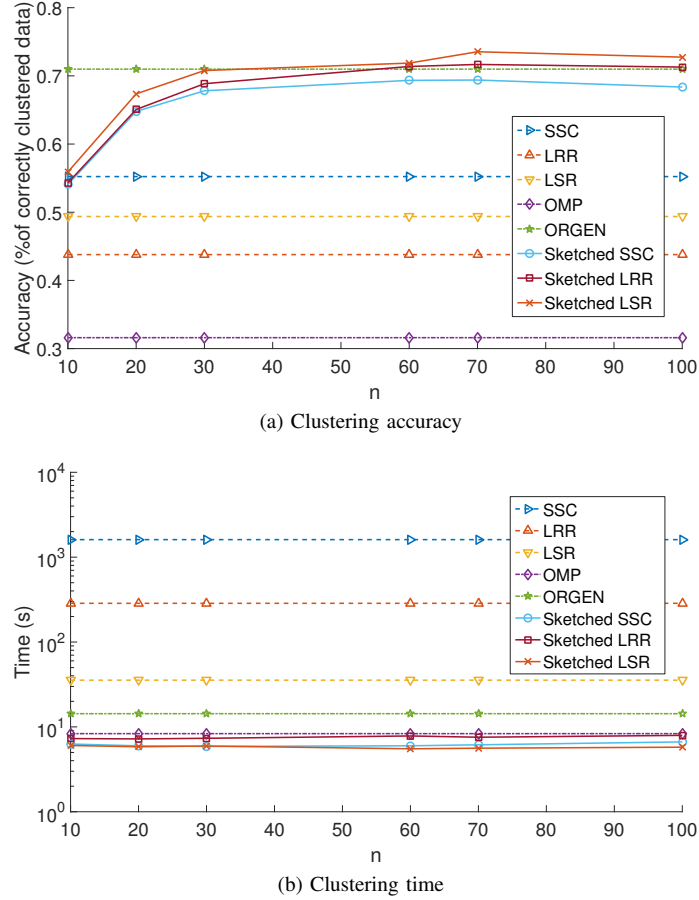 0.8
0.7
0.6
0.5
0.4
0.3
Accuracy (%of correctly clustered data)
SSC
LRR
LSR
OMP
ORGEN
Sketched SSC
Sketched LRR
Sketched LSR
10 20 30 40 50 60 70 80 90 100
n
(a) Clustering accuracy
10^4
10^3
10^2
10^1
10^0
Time (s)
SSC
LRR
LSR
OMP
ORGEN
Sketched SSC
Sketched LRR
Sketched LSR
10 20 30 40 50 60 70 80 90 100
n
(b) Clustering time